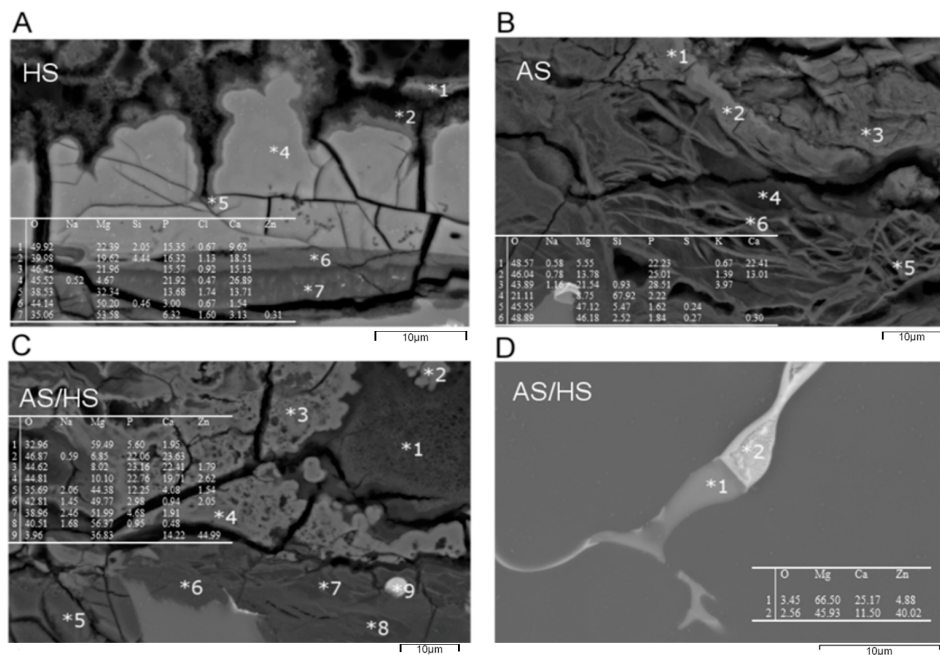 A
HS
*1
*2
*4
*5
*6
*7
O Na Mg Si P Cl Ca Zn
1 49.92 22.39 2.05 15.35 0.67 9.62
2 39.98 19.62 4.44 16.32 1.13 18.51
3 46.42 21.96 15.57 0.92 15.13
4 45.52 0.52 4.67 21.92 0.47 26.89
5 38.53 32.34 13.68 1.74 13.71
6 44.14 50.20 0.46 3.00 0.67 1.54
7 35.06 53.58 6.32 1.60 3.13 0.31
10µm
B
AS
*1
*2
*3
*4
*6
*5
O Na Mg Si P S K Ca
1 48.57 0.58 5.55 22.23 0.67 22.41
2 46.04 0.78 13.78 25.01 1.39 13.01
3 43.89 1.16 21.54 0.93 28.51 3.97
4 21.11 8.75 67.92 2.22
5 45.55 47.12 5.47 1.62 0.24
6 48.89 46.18 2.52 1.84 0.27 0.30
10µm
C
AS/HS
*2
*3
*1
*4
*6
*7
*9
*5
*8
O Na Mg P Ca Zn
1 32.96 59.49 5.60 1.95
2 46.87 0.59 6.85 22.06 23.63
3 44.62 8.02 23.16 22.41 1.79
4 44.81 10.10 22.76 19.71 2.62
5 35.69 2.06 44.38 12.25 4.08 1.54
6 42.81 1.45 49.77 2.98 0.94 2.05
7 38.96 2.46 51.99 4.68 1.91
8 40.51 1.68 56.37 0.95 0.48
9 3.96 36.83 14.22 44.99
10µm
D
AS/HS
*2
*1
O Mg Ca Zn
1 3.45 66.50 25.17 4.88
2 2.56 45.93 11.50 40.02
10µm